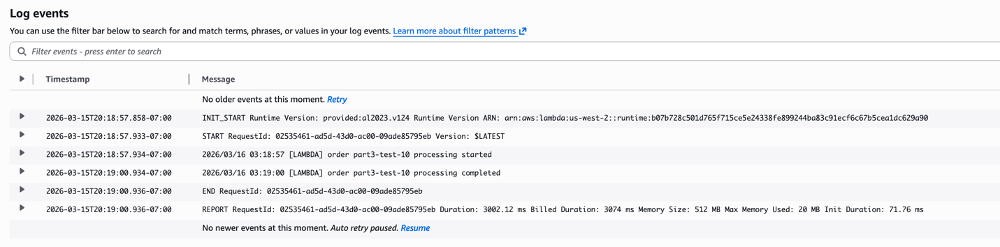 Log events
You can use the filter bar below to search for and match terms, phrases, or values in your log events. Learn more about filter patterns
Filter events - press enter to search
Timestamp Message
No older events at this moment. Retry
2026-03-15T20:18:57.858-07:00 INIT_START Runtime Version: provided:al2023.v124 Runtime Version ARN: arn:aws:lambda:us-west-2::runtime:b07b728c501d765f715ce5e24338fe899244ba83c91ecf6c67b5cea1dc629a90
2026-03-15T20:18:57.933-07:00 START RequestId: 02535461-ad5d-43d0-ac00-09ade85795eb Version: $LATEST
2026-03-15T20:18:57.934-07:00 2026/03/16 03:18:57 [LAMBDA] order part3-test-10 processing started
2026-03-15T20:19:00.934-07:00 2026/03/16 03:19:00 [LAMBDA] order part3-test-10 processing completed
2026-03-15T20:19:00.936-07:00 END RequestId: 02535461-ad5d-43d0-ac00-09ade85795eb
2026-03-15T20:19:00.936-07:00 REPORT RequestId: 02535461-ad5d-43d0-ac00-09ade85795eb Duration: 3002.12 ms Billed Duration: 3074 ms Memory Size: 512 MB Max Memory Used: 20 MB Init Duration: 71.76 ms
No newer events at this moment. Auto retry paused. Resume